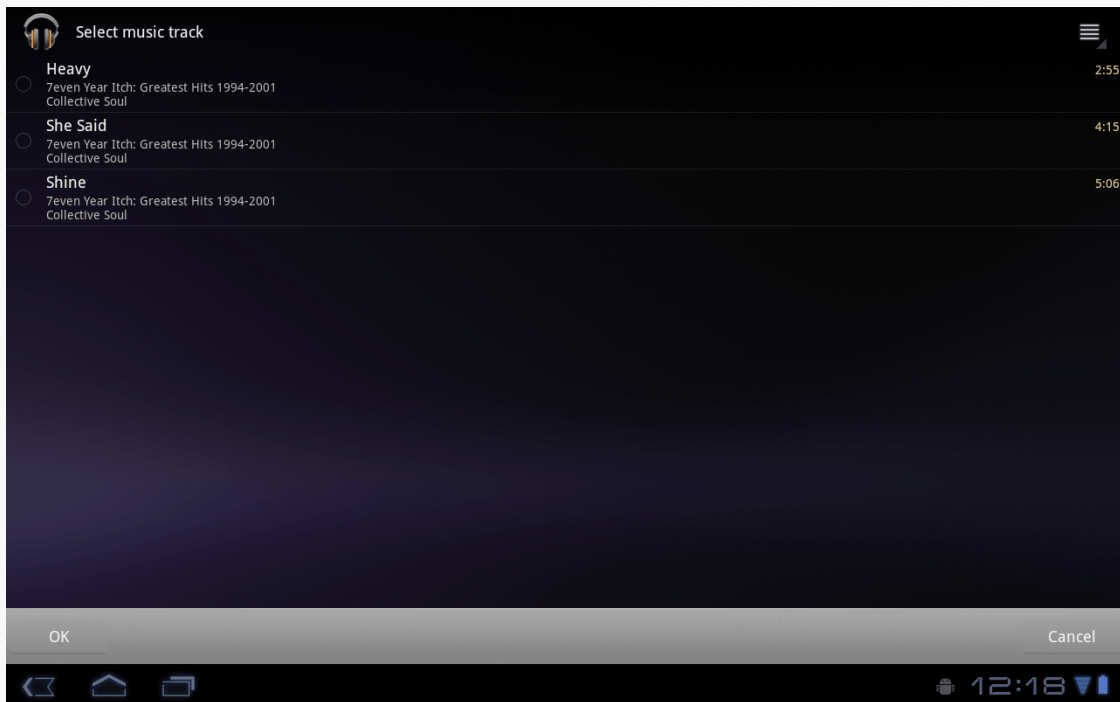 Select music track
Heavy
2:55
7even Year Itch: Greatest Hits 1994-2001
Collective Soul
She Said
4:15
7even Year Itch: Greatest Hits 1994-2001
Collective Soul
Shine
5:06
7even Year Itch: Greatest Hits 1994-2001
Collective Soul
OK
Cancel
12:18